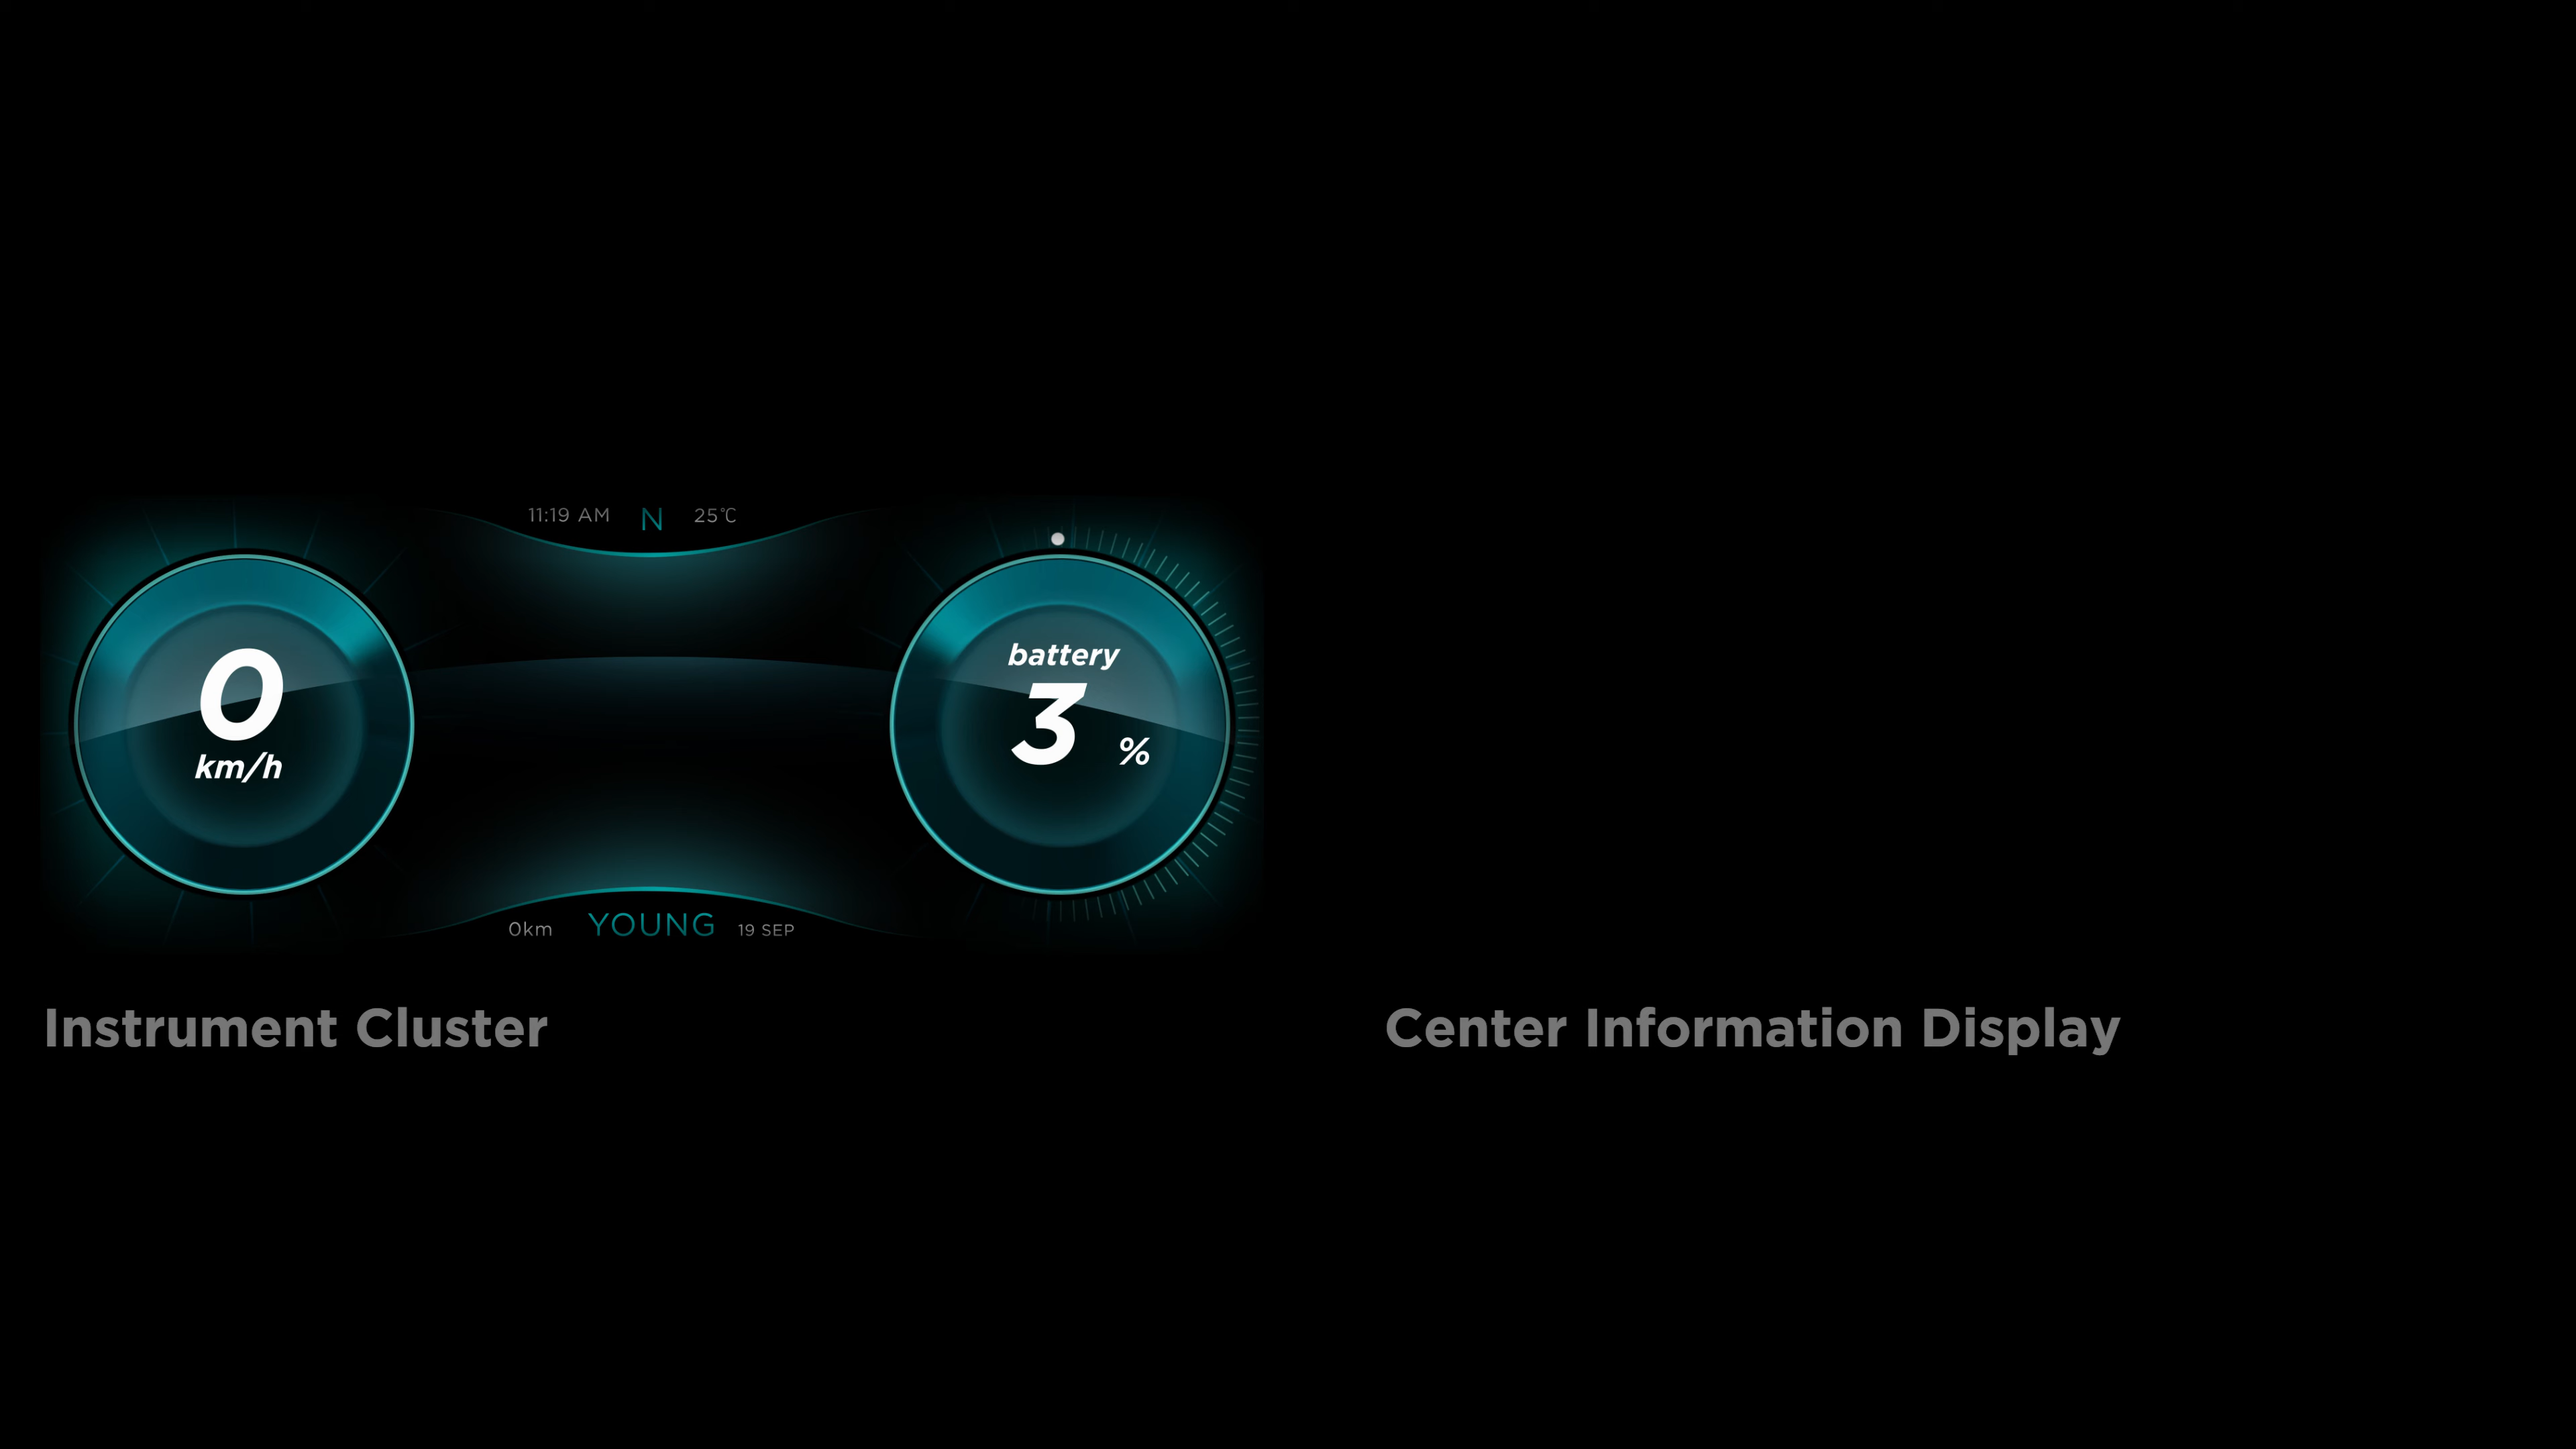 11:19 AM N 25℃
0
km/h
battery
3 %
0km YOUNG 19 SEP
Instrument Cluster
Center Information Display